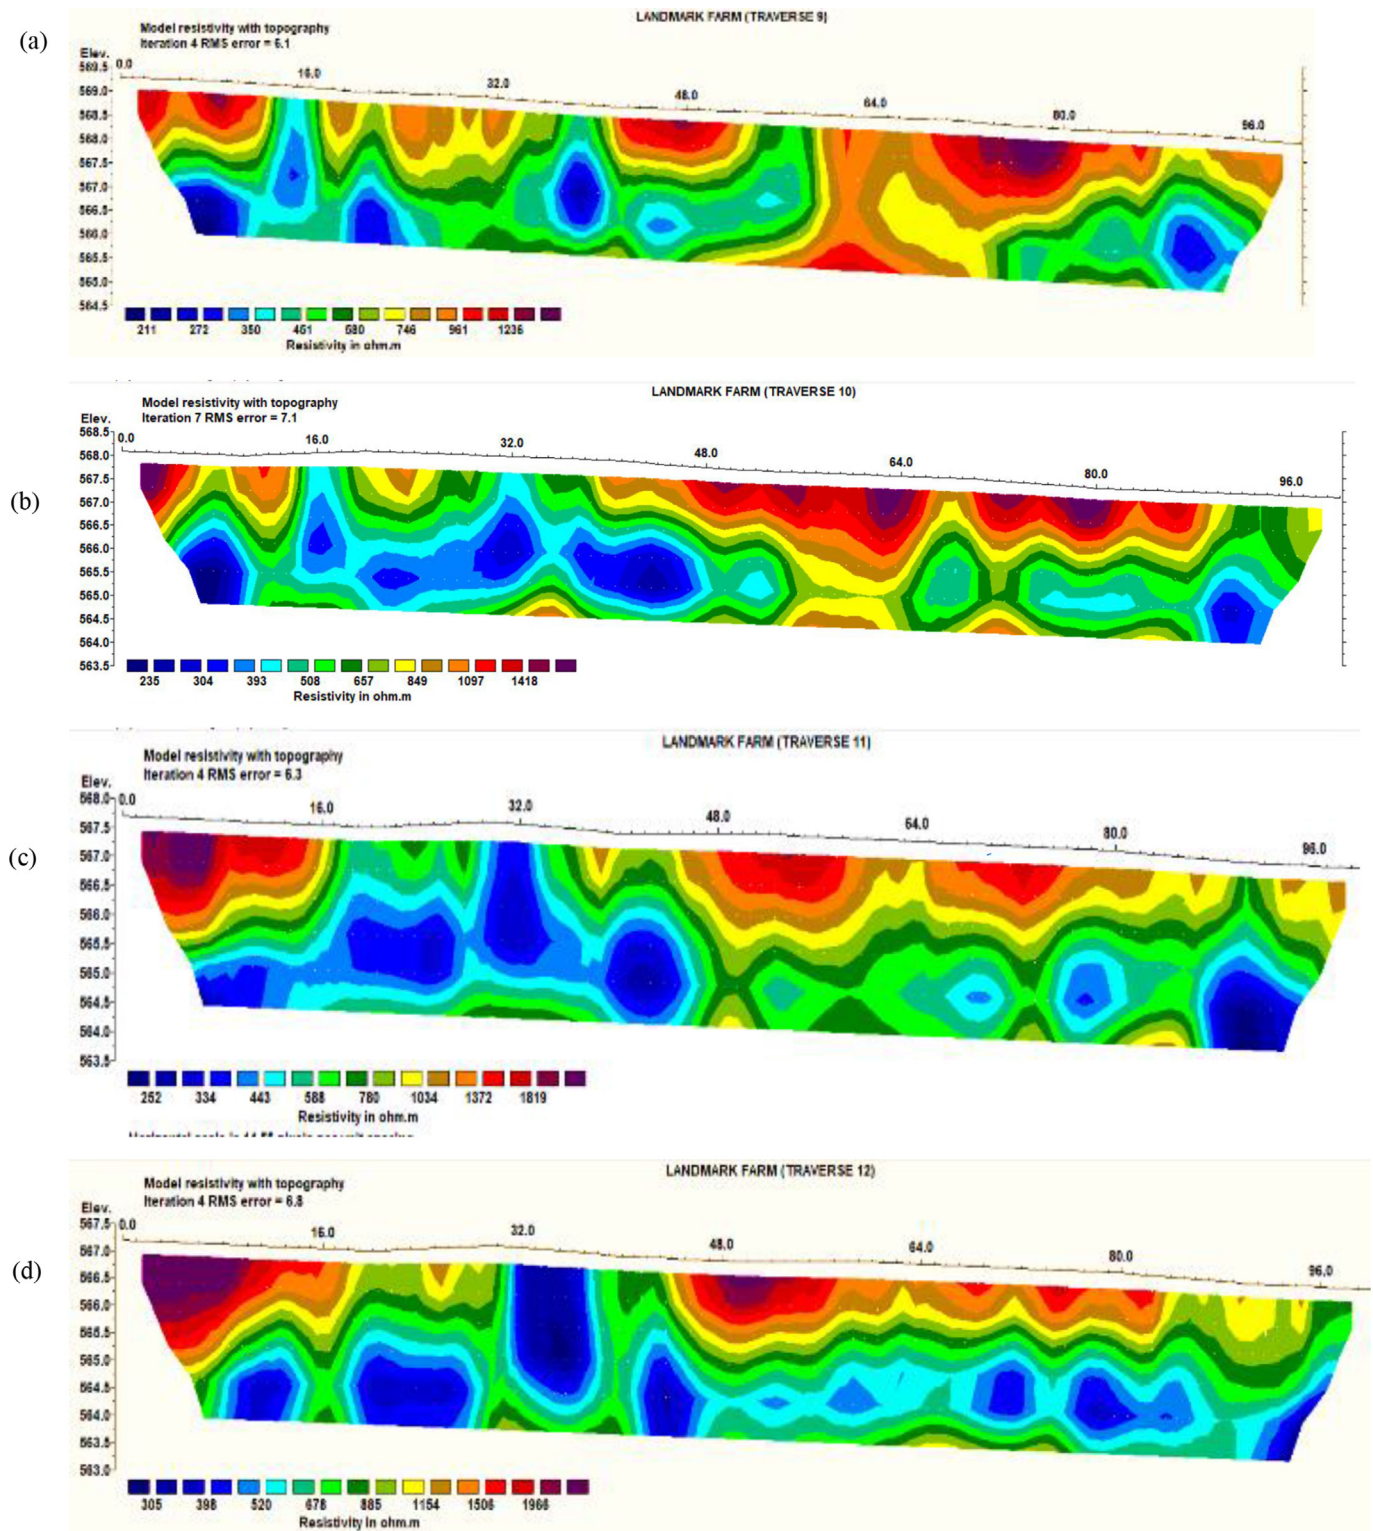 (a)
LANDMARK FARM (TRAVERSE 9)
Model resistivity with topography
Iteration 4 RMS error = 6.1
Elev.
0.0 16.0 32.0 48.0 64.0 80.0 96.0
569.5
569.0
568.5
568.0
567.5
567.0
566.5
566.0
565.5
565.0
564.5
211 272 350 451 580 746 961 1236
Resistivity in ohm.m
(b)
LANDMARK FARM (TRAVERSE 10)
Model resistivity with topography
Iteration 7 RMS error = 7.1
Elev.
0.0 16.0 32.0 48.0 64.0 80.0 96.0
568.5
568.0
567.5
567.0
566.5
566.0
565.5
565.0
564.5
564.0
563.5
235 304 393 508 657 849 1097 1418
Resistivity in ohm.m
(c)
LANDMARK FARM (TRAVERSE 11)
Model resistivity with topography
Iteration 4 RMS error = 6.3
Elev.
0.0 16.0 32.0 48.0 64.0 80.0 96.0
568.0
567.5
567.0
566.5
566.0
565.5
565.0
564.5
564.0
563.5
252 334 443 588 780 1034 1372 1819
Resistivity in ohm.m
(d)
LANDMARK FARM (TRAVERSE 12)
Model resistivity with topography
Iteration 4 RMS error = 6.8
Elev.
0.0 16.0 32.0 48.0 64.0 80.0 96.0
567.5
567.0
566.5
566.0
565.5
565.0
564.5
564.0
563.5
563.0
305 398 520 678 885 1154 1506 1966
Resistivity in ohm.m